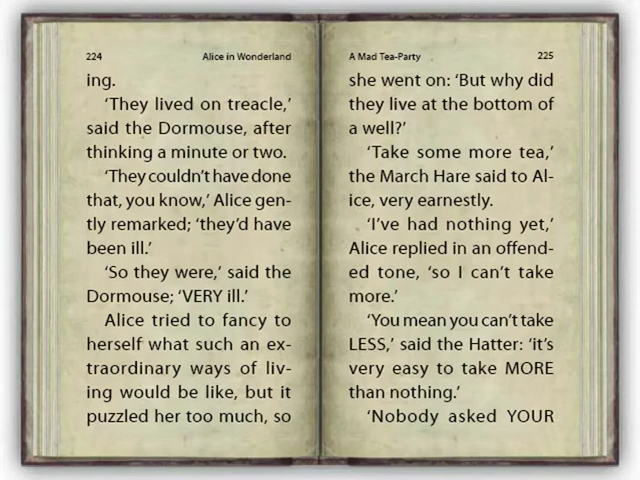 224 Alice in Wonderland
ing.
‘They lived on treacle,’
said the Dormouse, after
thinking a minute or two.
‘They couldn’t have done
that, you know,’ Alice gen-
tly remarked; ‘they’d have
been ill.’
‘So they were,’ said the
Dormouse; ‘VERY ill.’
Alice tried to fancy to
herself what such an ex-
traordinary ways of liv-
ing would be like, but it
puzzled her too much, so
A Mad Tea-Party 225
she went on: ‘But why did
they live at the bottom of
a well?’
‘Take some more tea,’
the March Hare said to Al-
ice, very earnestly.
‘I’ve had nothing yet,’
Alice replied in an offend-
ed tone, ‘so I can’t take
more.’
‘You mean you can’t take
LESS,’ said the Hatter: ‘it’s
very easy to take MORE
than nothing.’
‘Nobody asked YOUR